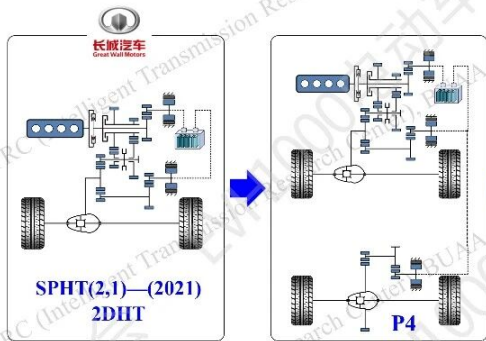 长城汽车
Great Wall Motors
SPHT(2,1)—(2021)
2DHT
P4